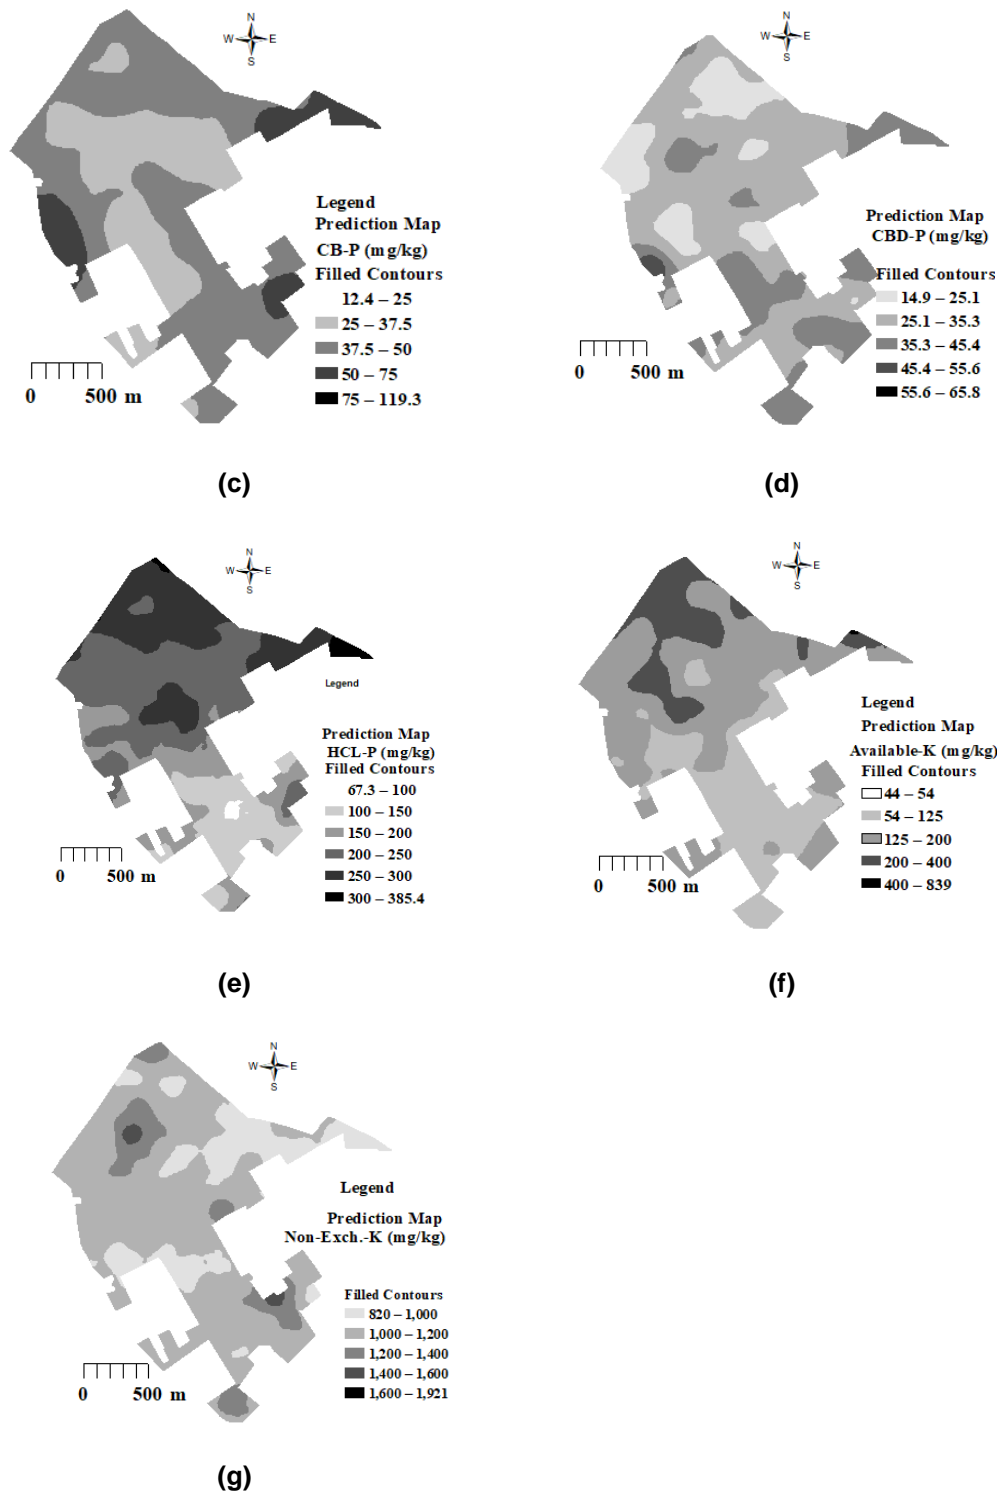 N
W E
S
Legend
Prediction Map
CB-P (mg/kg)
Filled Contours
12.4 – 25
25 – 37.5
37.5 – 50
50 – 75
75 – 119.3
0 500 m
(c)
N
W E
S
Prediction Map
CBD-P (mg/kg)
Filled Contours
14.9 – 25.1
25.1 – 35.3
35.3 – 45.4
45.4 – 55.6
55.6 – 65.8
0 500 m
(d)
N
W E
S
Legend
Prediction Map
HCL-P (mg/kg)
Filled Contours
67.3 – 100
100 – 150
150 – 200
200 – 250
250 – 300
300 – 385.4
0 500 m
(e)
N
W E
S
Legend
Prediction Map
Available-K (mg/kg)
Filled Contours
44 – 54
54 – 125
125 – 200
200 – 400
400 – 839
0 500 m
(f)
N
W E
S
Legend
Prediction Map
Non-Exch.-K (mg/kg)
Filled Contours
820 – 1,000
1,000 – 1,200
1,200 – 1,400
1,400 – 1,600
1,600 – 1,921
0 500 m
(g)